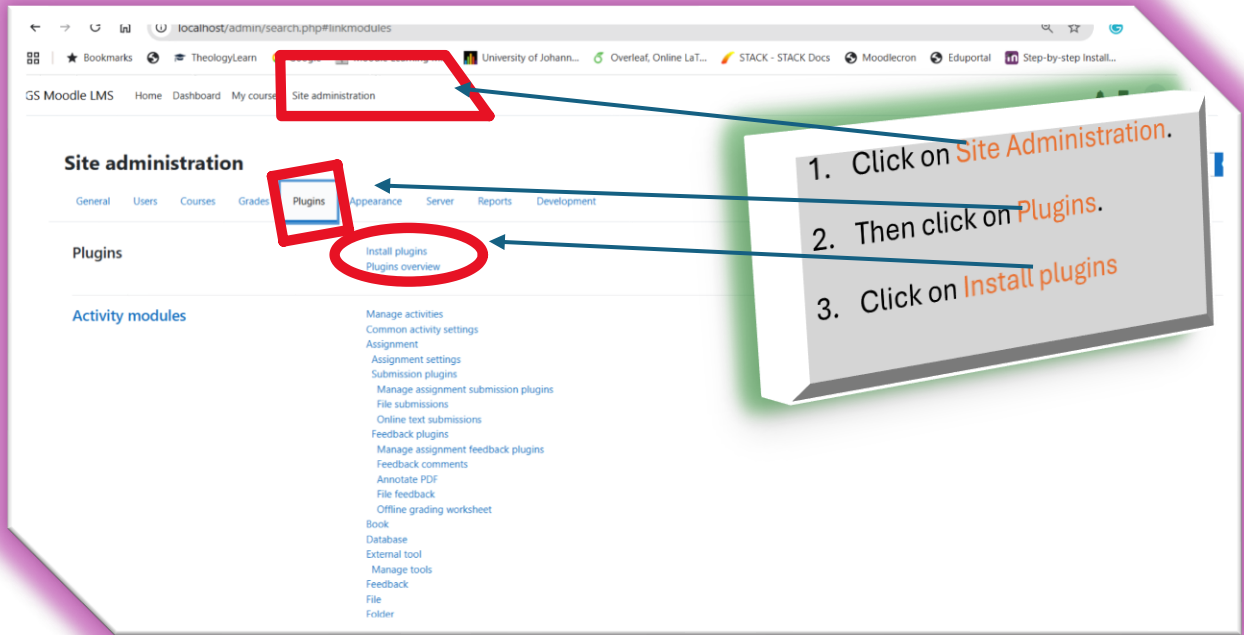 localhost/admin/search.php#linkmodules
Bookmarks TheologyLearn University of Johann... Overleaf, Online LaT... STACK - STACK Docs Moodlecron Eduportal Step-by-step Install...
GS Moodle LMS Home Dashboard My course Site administration
Site administration
General Users Courses Grades Plugins Appearance Server Reports Development
Plugins
Install plugins
Plugins overview
Activity modules
Manage activities
Common activity settings
Assignment
Assignment settings
Submission plugins
Manage assignment submission plugins
File submissions
Online text submissions
Feedback plugins
Manage assignment feedback plugins
Feedback comments
Annotate PDF
File feedback
Offline grading worksheet
Book
Database
External tool
Manage tools
Feedback
File
Folder
1. Click on Site Administration.
2. Then click on Plugins.
3. Click on Install plugins